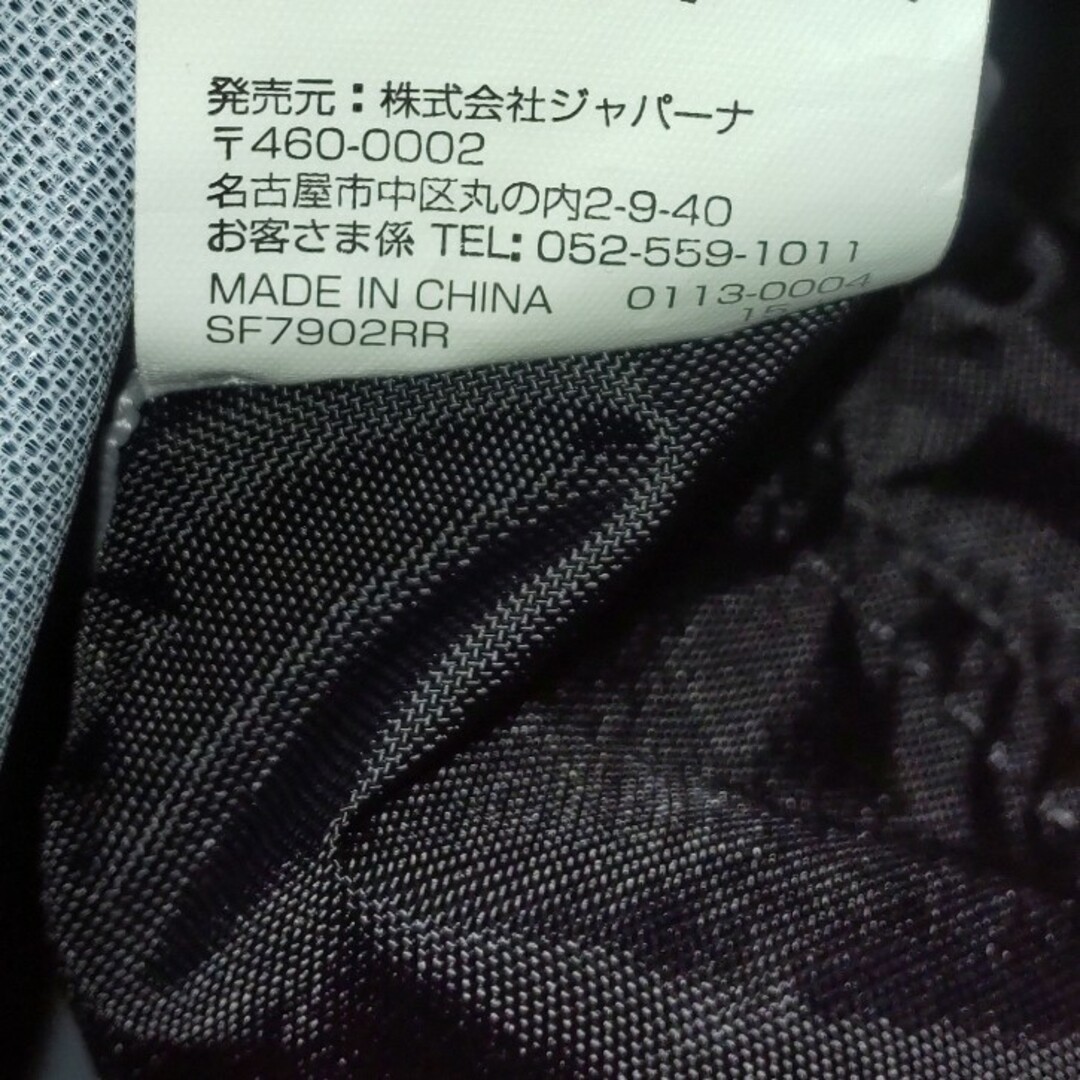 発売元:株式会社ジャパーナ
〒460-0002
名古屋市中区丸の内2-9-40
お客さま係 TEL: 052-559-1011
MADE IN CHINA 0113-0004
SF7902RR